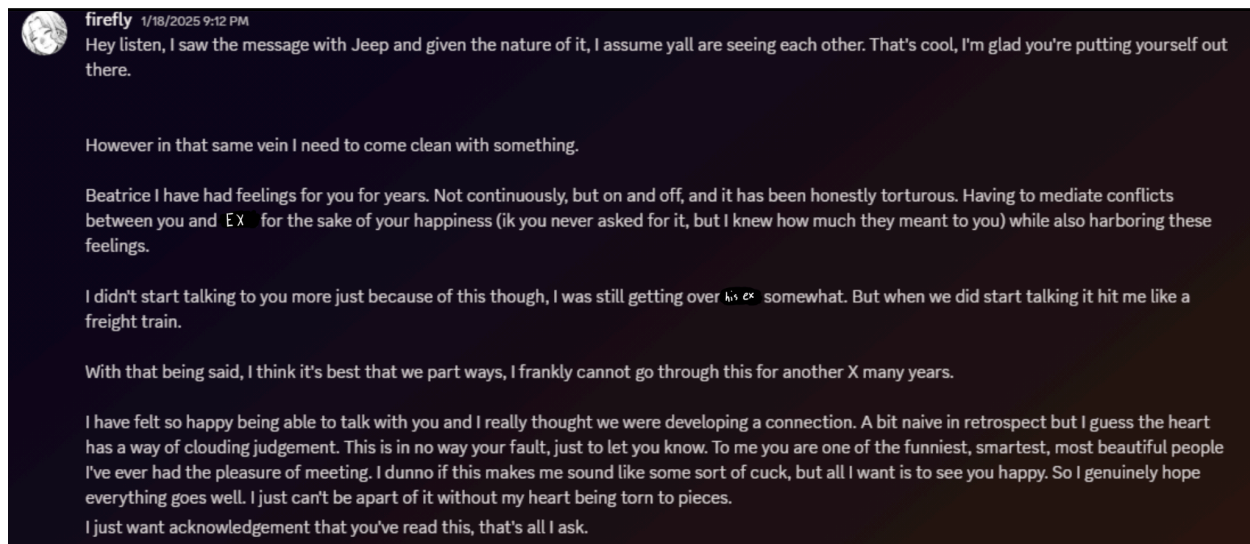 firefly 1/18/2025 9:12 PM
Hey listen, I saw the message with Jeep and given the nature of it, I assume yall are seeing each other. That's cool, I'm glad you're putting yourself out
there.
However in that same vein I need to come clean with something.
Beatrice I have had feelings for you for years. Not continuously, but on and off, and it has been honestly torturous. Having to mediate conflicts
between you and EX for the sake of your happiness (ik you never asked for it, but I knew how much they meant to you) while also harboring these
feelings.
I didn't start talking to you more just because of this though, I was still getting over his ex somewhat. But when we did start talking it hit me like a
freight train.
With that being said, I think it's best that we part ways, I frankly cannot go through this for another X many years.
I have felt so happy being able to talk with you and I really thought we were developing a connection. A bit naive in retrospect but I guess the heart
has a way of clouding judgement. This is in no way your fault, just to let you know. To me you are one of the funniest, smartest, most beautiful people
I've ever had the pleasure of meeting. I dunno if this makes me sound like some sort of cuck, but all I want is to see you happy. So I genuinely hope
everything goes well. I just can't be apart of it without my heart being torn to pieces.
I just want acknowledgement that you've read this, that's all I ask.